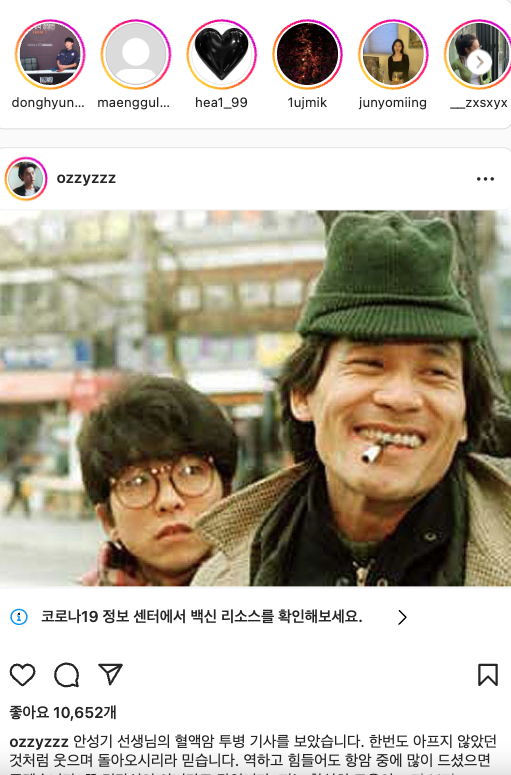 donghyun...
maenggul...
hea1_99
1ujmik
junyomiing
__zxsxyx
ozzyzzz
코로나19 정보 센터에서 백신 리소스를 확인해보세요.
좋아요 10,652개
ozzyzzz 안성기 선생님의 혈액암 투병 기사를 보았습니다. 한번도 아프지 않았던
것처럼 웃으며 돌아오시리라 믿습니다. 역하고 힘들어도 항암 중에 많이 드셨으면